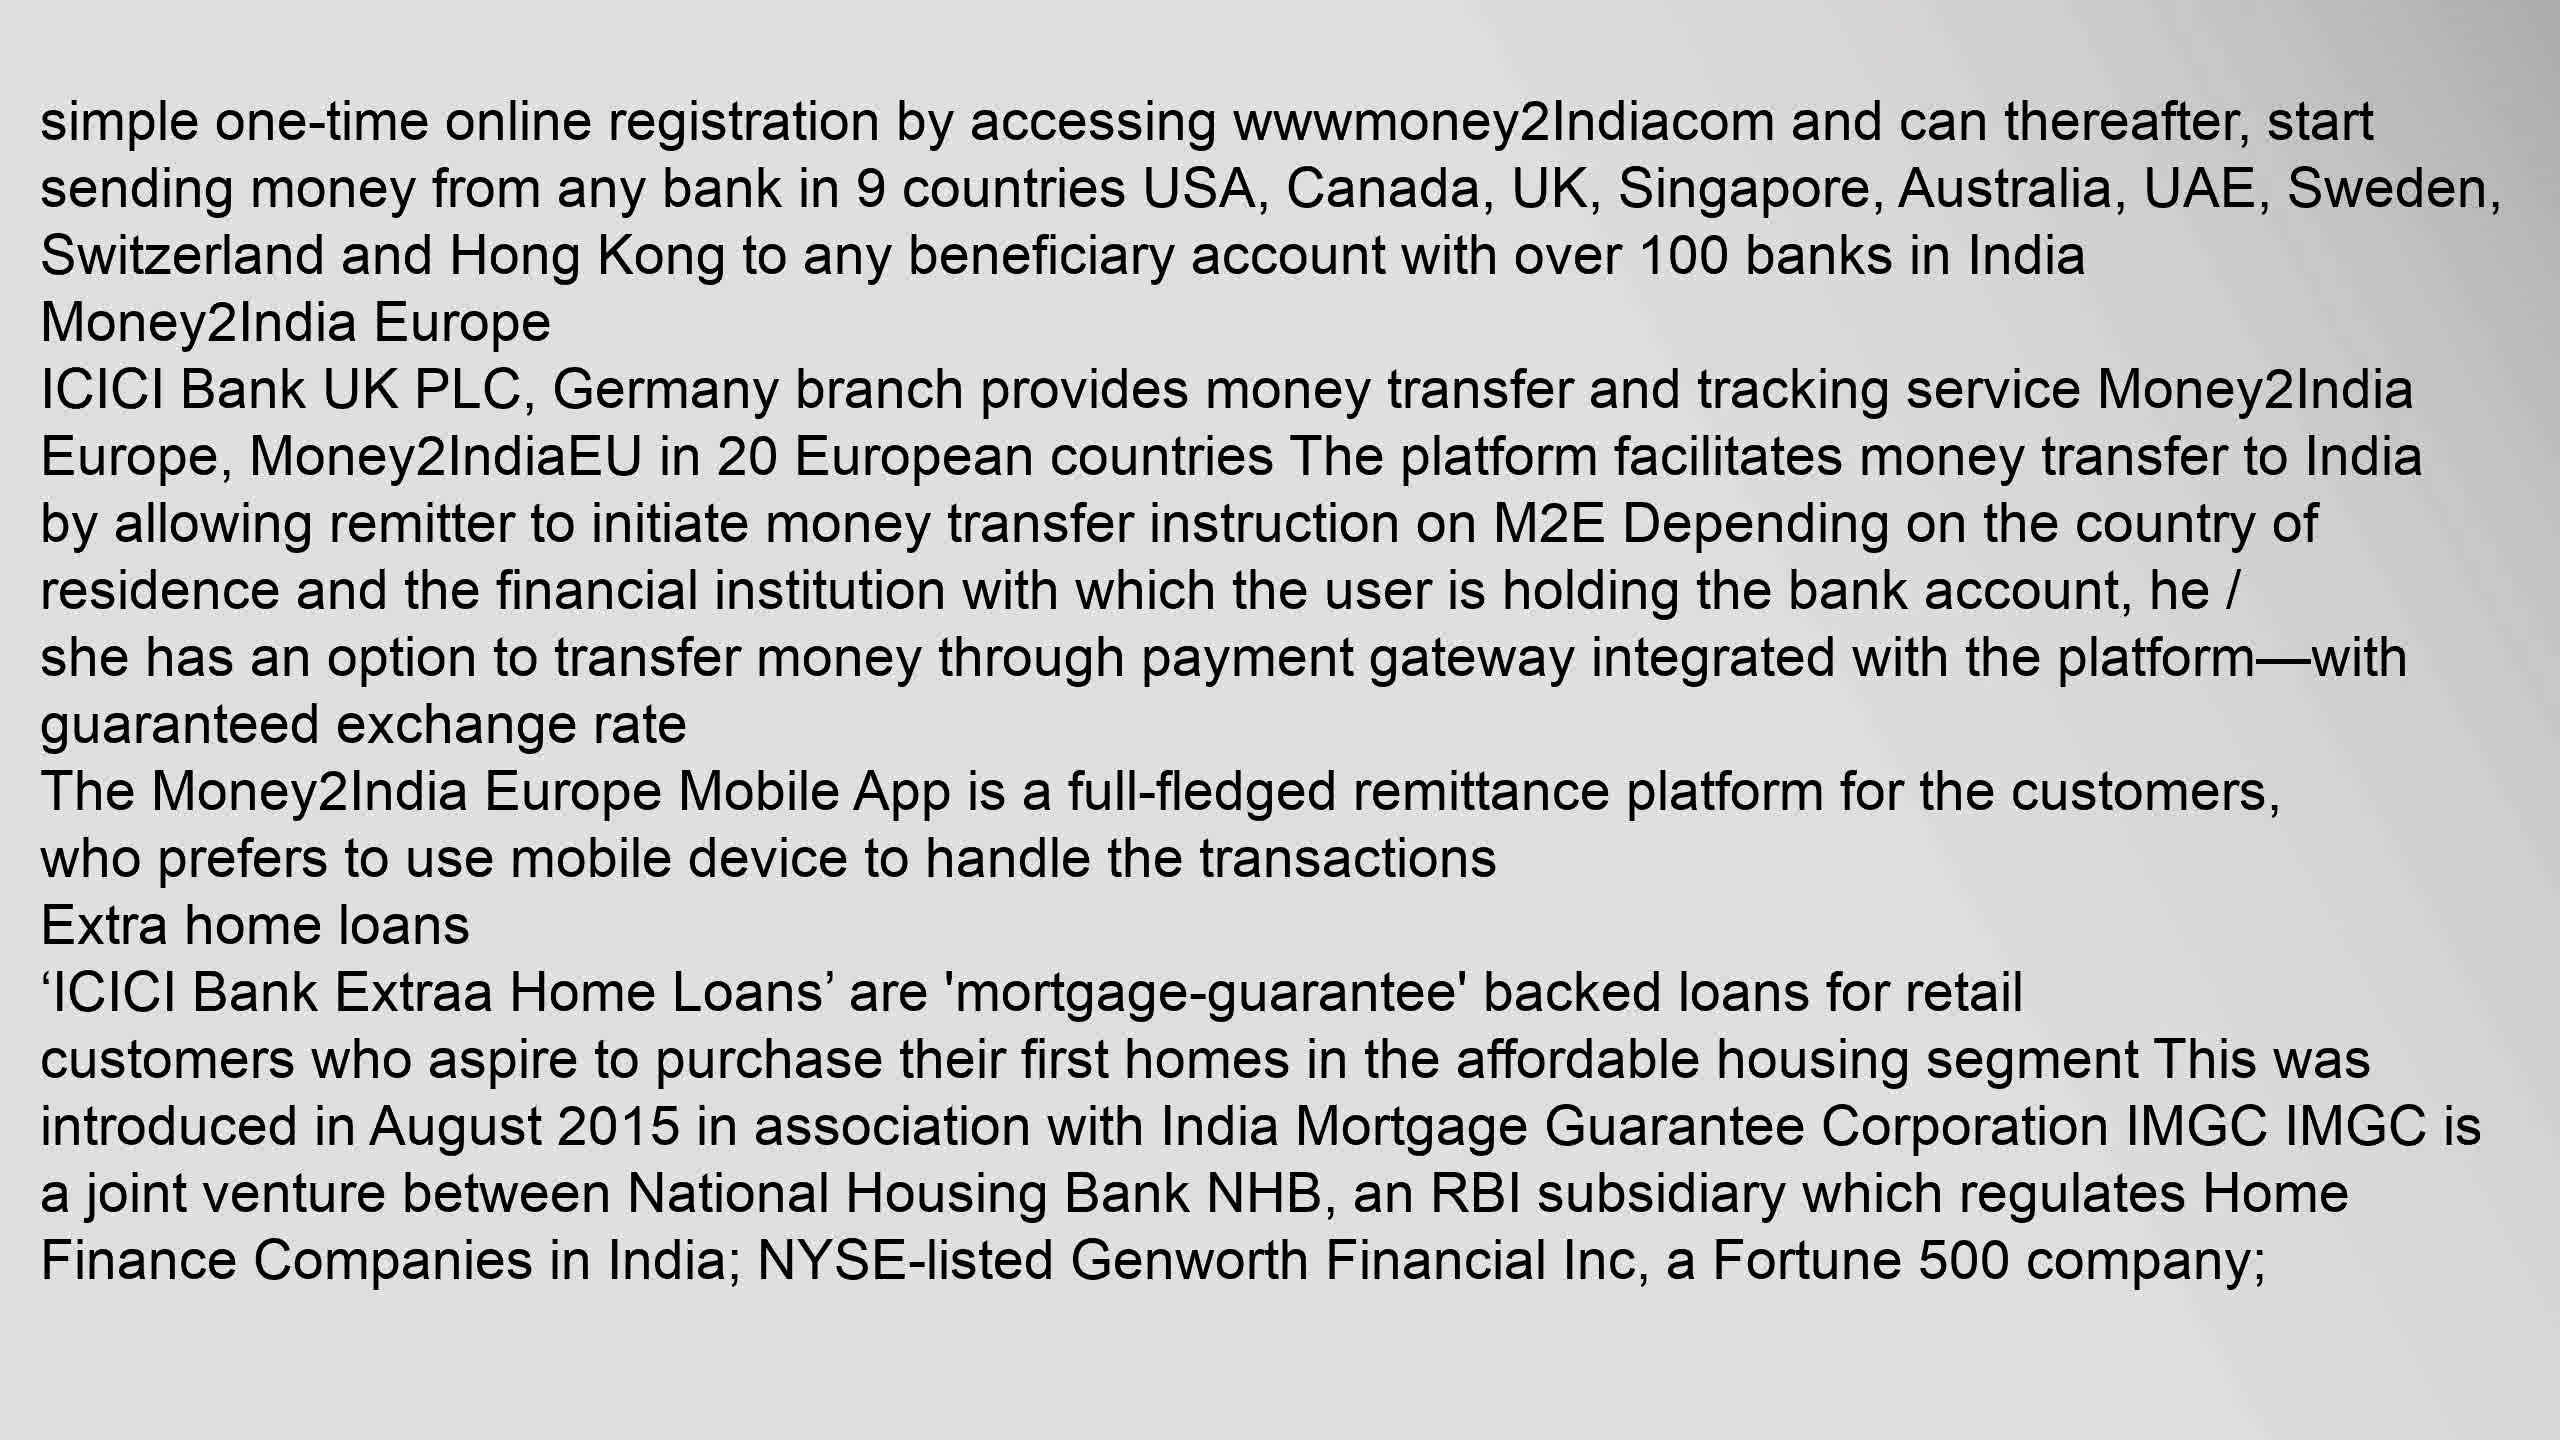 simple one-time online registration by accessing wwwmoney2Indiacom and can thereafter, start
sending money from any bank in 9 countries USA, Canada, UK, Singapore, Australia, UAE, Sweden,
Switzerland and Hong Kong to any beneficiary account with over 100 banks in India
Money2India Europe
ICICI Bank UK PLC, Germany branch provides money transfer and tracking service Money2India
Europe, Money2IndiaEU in 20 European countries The platform facilitates money transfer to India
by allowing remitter to initiate money transfer instruction on M2E Depending on the country of
residence and the financial institution with which the user is holding the bank account, he /
she has an option to transfer money through payment gateway integrated with the platform—with
guaranteed exchange rate
The Money2India Europe Mobile App is a full-fledged remittance platform for the customers,
who prefers to use mobile device to handle the transactions
Extra home loans
‘ICICI Bank Extraa Home Loans’ are 'mortgage-guarantee' backed loans for retail
customers who aspire to purchase their first homes in the affordable housing segment This was
introduced in August 2015 in association with India Mortgage Guarantee Corporation IMGC IMGC is
a joint venture between National Housing Bank NHB, an RBI subsidiary which regulates Home
Finance Companies in India; NYSE-listed Genworth Financial Inc, a Fortune 500 company;